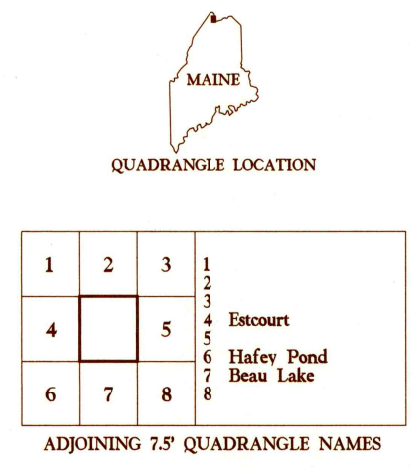 MAINE
QUADRANGLE LOCATION
1 2 3
4 5
6 7 8
1
2
3
4 Estcourt
5
6 Hafey Pond
7 Beau Lake
8
ADJOINING 7.5' QUADRANGLE NAMES